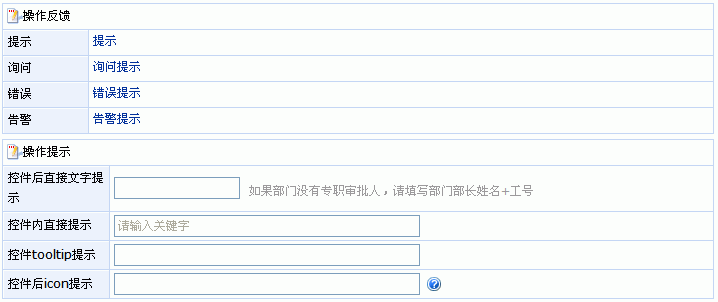 操作反馈
提示 提示
询问 询问提示
错误 错误提示
告警 告警提示
操作提示
控件后直接文字提
示 如果部门没有专职审批人，请填写部门部长姓名+工号
控件内直接提示 请输入关键字
控件tooltip提示
控件后icon提示